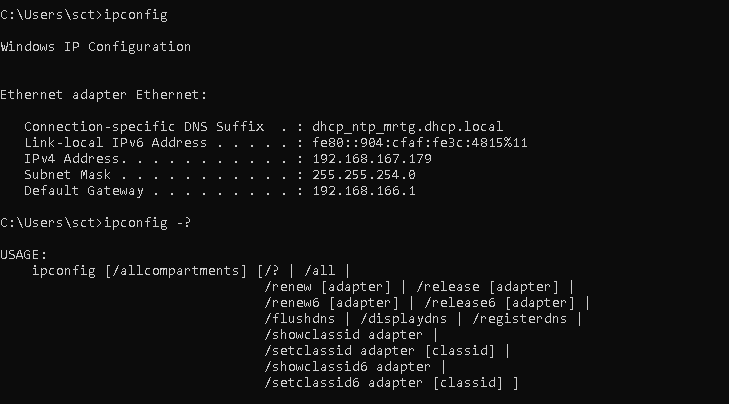 C:\Users\sct>ipconfig
Windows IP Configuration
Ethernet adapter Ethernet:
   Connection-specific DNS Suffix  . : dhcp_ntp_mrtg.dhcp.local
   Link-local IPv6 Address . . . . . : fe80::904:cfaf:fe3c:4815%11
   IPv4 Address. . . . . . . . . . . : 192.168.167.179
   Subnet Mask . . . . . . . . . . . : 255.255.254.0
   Default Gateway . . . . . . . . . : 192.168.166.1
C:\Users\sct>ipconfig -?
USAGE:
    ipconfig [/allcompartments] [/? | /all |
                                 /renew [adapter] | /release [adapter] |
                                 /renew6 [adapter] | /release6 [adapter] |
                                 /flushdns | /displaydns | /registerdns |
                                 /showclassid adapter |
                                 /setclassid adapter [classid] |
                                 /showclassid6 adapter |
                                 /setclassid6 adapter [classid] ]